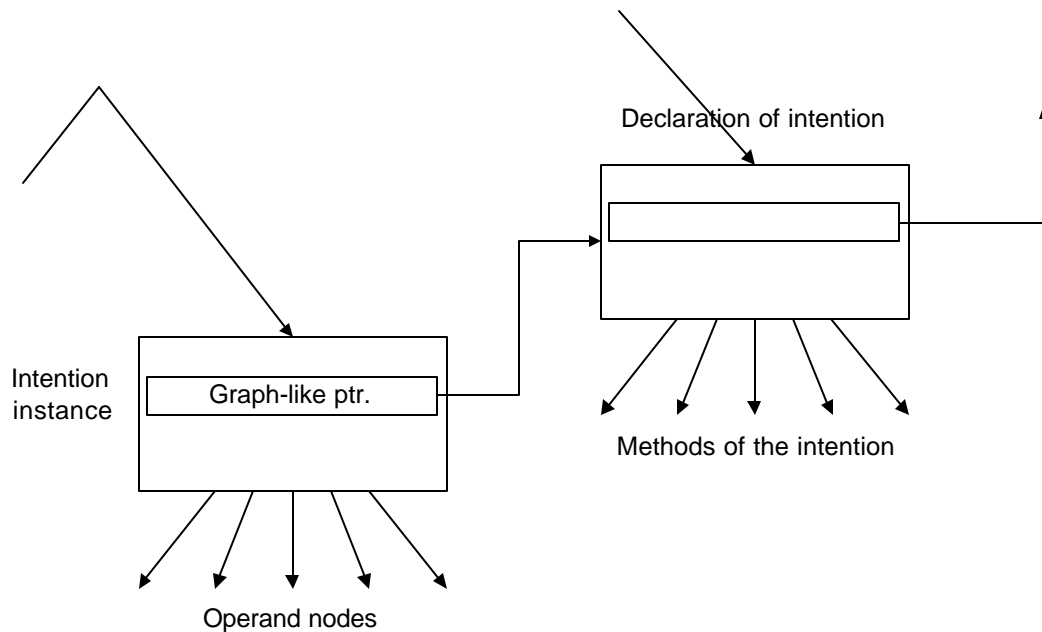 Declaration of intention
Intention
instance
Graph-like ptr.
Methods of the intention
Operand nodes